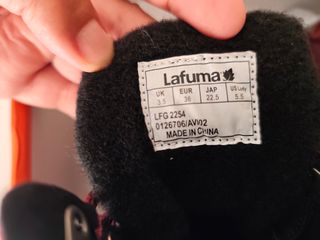 Lafuma
UK EUR JAP US Lady
3.5 36 22.5 5.5
LFG 2254
0126706/AVI02
MADE IN CHINA